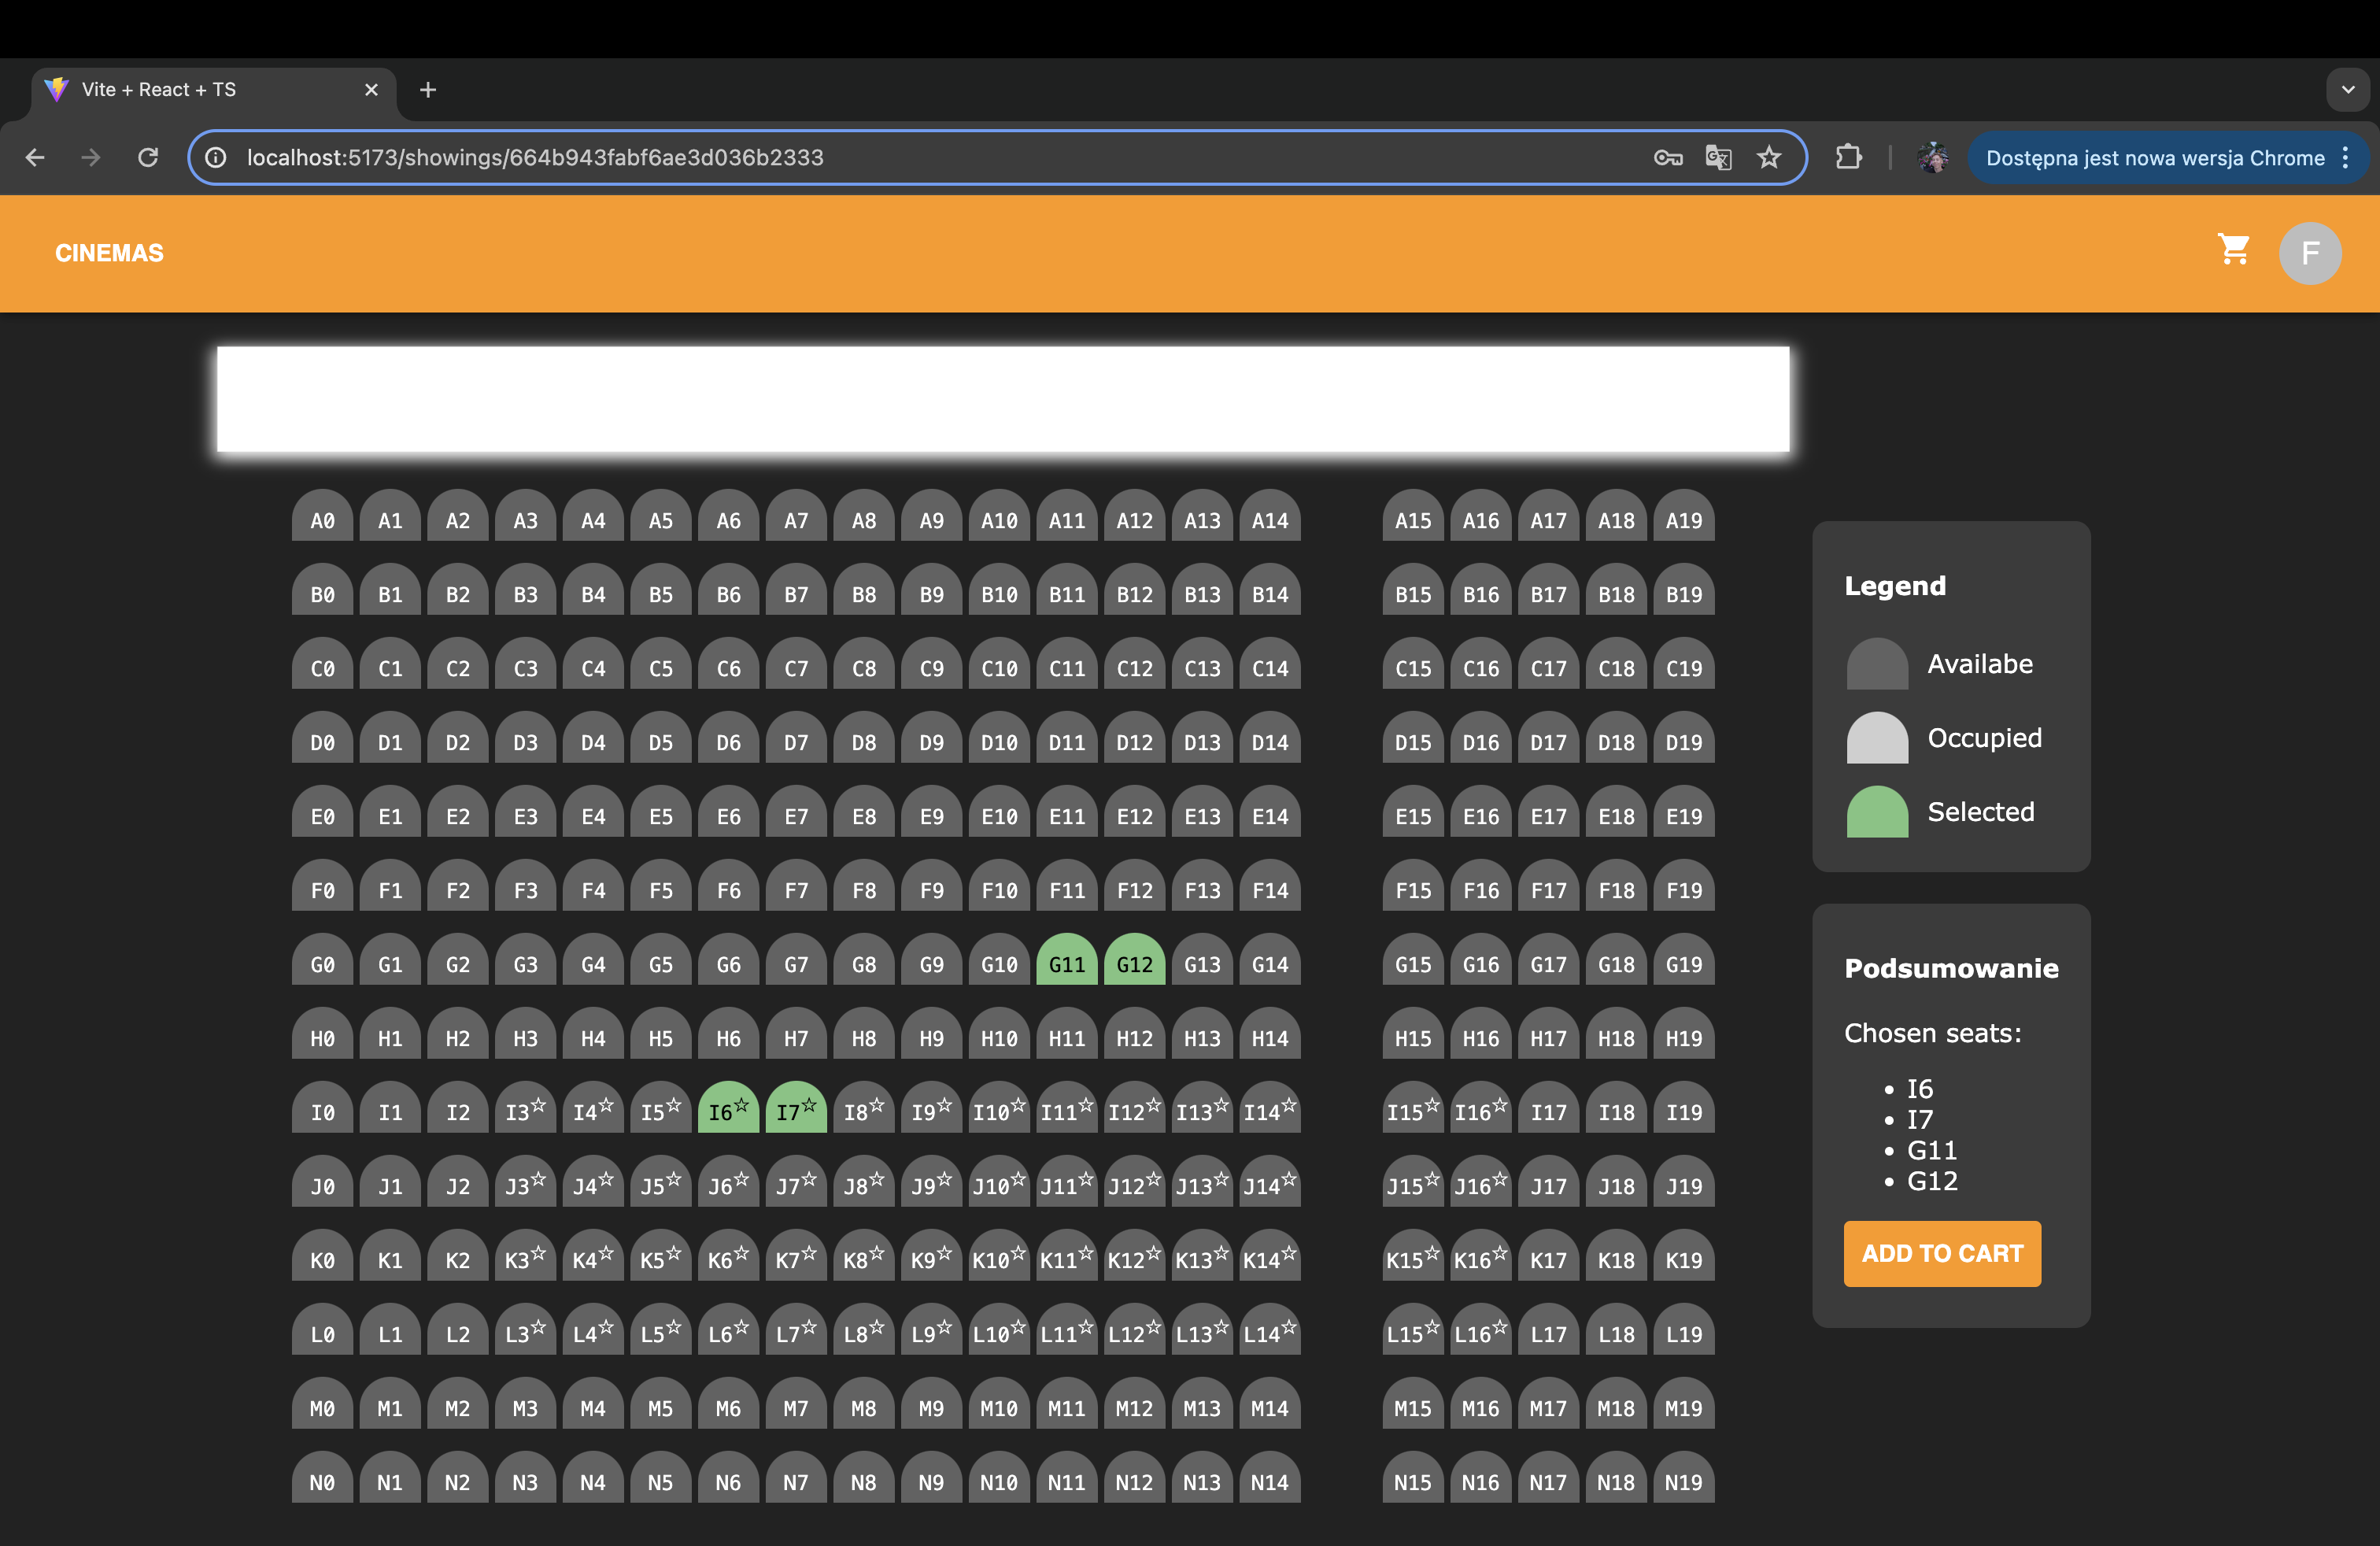 Vite + React + TS
localhost:5173/showings/664b943fabf6ae3d036b2333
Dostępna jest nowa wersja Chrome
CINEMAS
F
A0 A1 A2 A3 A4 A5 A6 A7 A8 A9 A10 A11 A12 A13 A14 A15 A16 A17 A18 A19
B0 B1 B2 B3 B4 B5 B6 B7 B8 B9 B10 B11 B12 B13 B14 B15 B16 B17 B18 B19
C0 C1 C2 C3 C4 C5 C6 C7 C8 C9 C10 C11 C12 C13 C14 C15 C16 C17 C18 C19
D0 D1 D2 D3 D4 D5 D6 D7 D8 D9 D10 D11 D12 D13 D14 D15 D16 D17 D18 D19
E0 E1 E2 E3 E4 E5 E6 E7 E8 E9 E10 E11 E12 E13 E14 E15 E16 E17 E18 E19
F0 F1 F2 F3 F4 F5 F6 F7 F8 F9 F10 F11 F12 F13 F14 F15 F16 F17 F18 F19
G0 G1 G2 G3 G4 G5 G6 G7 G8 G9 G10 G11 G12 G13 G14 G15 G16 G17 G18 G19
H0 H1 H2 H3 H4 H5 H6 H7 H8 H9 H10 H11 H12 H13 H14 H15 H16 H17 H18 H19
I0 I1 I2 I3☆ I4☆ I5☆ I6☆ I7☆ I8☆ I9☆ I10☆ I11☆ I12☆ I13☆ I14☆ I15☆ I16☆ I17 I18 I19
J0 J1 J2 J3☆ J4☆ J5☆ J6☆ J7☆ J8☆ J9☆ J10☆ J11☆ J12☆ J13☆ J14☆ J15☆ J16☆ J17 J18 J19
K0 K1 K2 K3☆ K4☆ K5☆ K6☆ K7☆ K8☆ K9☆ K10☆ K11☆ K12☆ K13☆ K14☆ K15☆ K16☆ K17 K18 K19
L0 L1 L2 L3☆ L4☆ L5☆ L6☆ L7☆ L8☆ L9☆ L10☆ L11☆ L12☆ L13☆ L14☆ L15☆ L16☆ L17 L18 L19
M0 M1 M2 M3 M4 M5 M6 M7 M8 M9 M10 M11 M12 M13 M14 M15 M16 M17 M18 M19
N0 N1 N2 N3 N4 N5 N6 N7 N8 N9 N10 N11 N12 N13 N14 N15 N16 N17 N18 N19
Legend
Availabe
Occupied
Selected
Podsumowanie
Chosen seats:
• I6
• I7
• G11
• G12
ADD TO CART